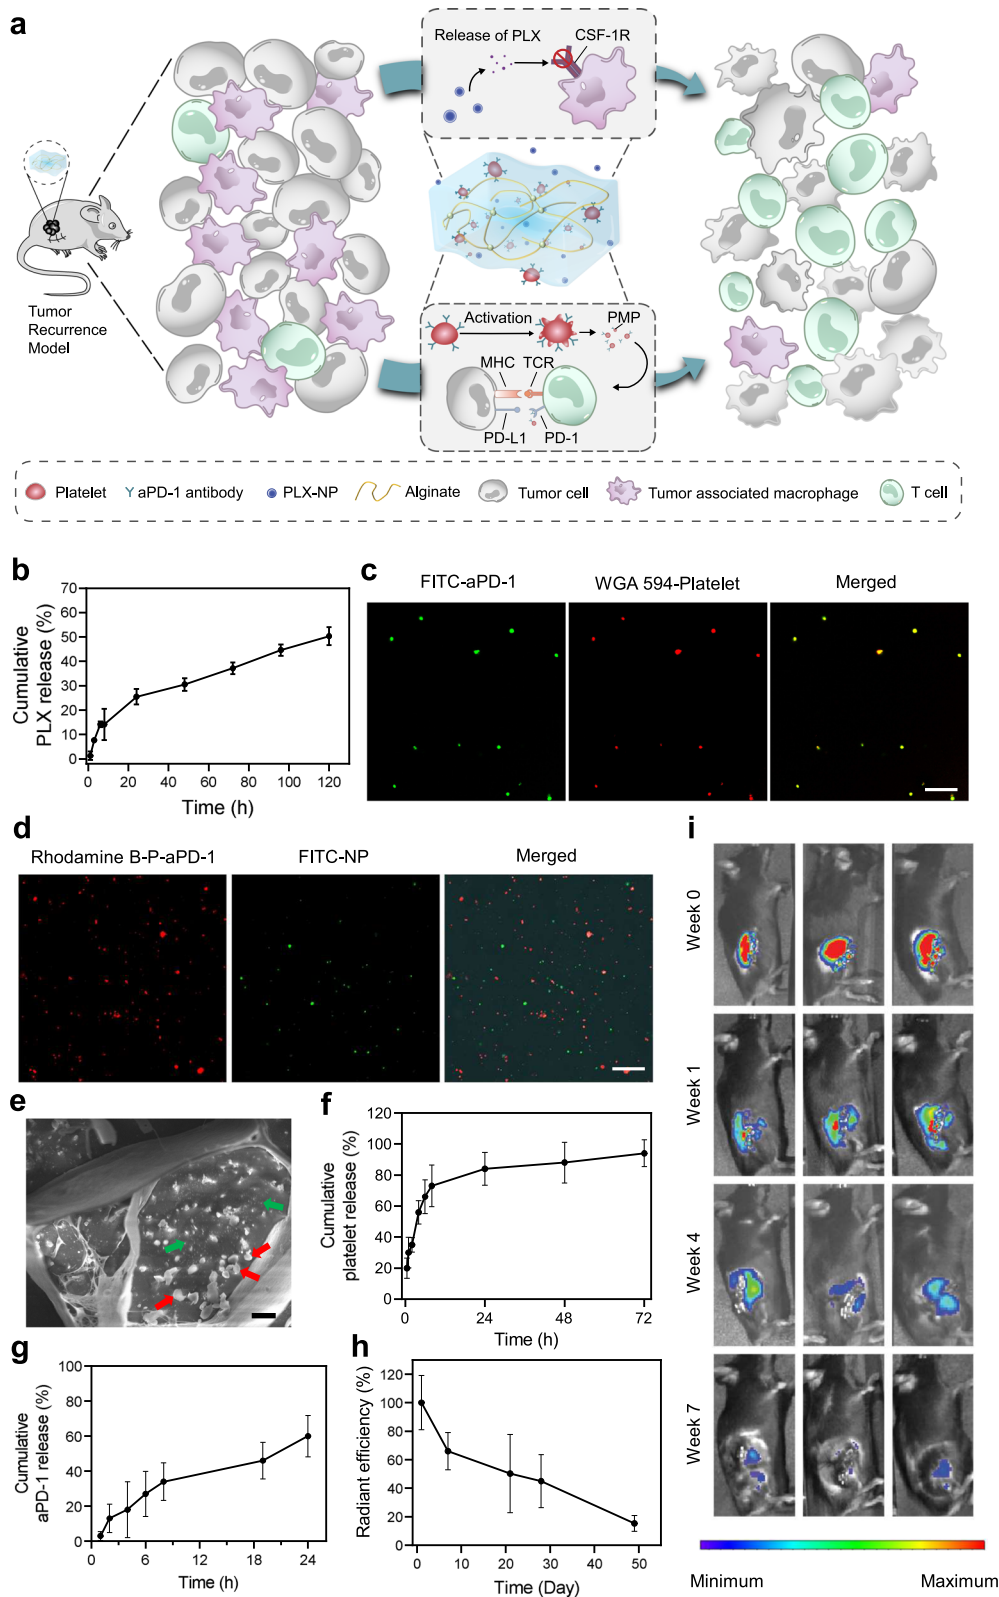 a
Release of PLX
CSF-1R
Tumor
Recurrence
Model
Activation
PMP
MHC
TCR
PD-L1
PD-1
Platelet
aPD-1 antibody
PLX-NP
Alginate
Tumor cell
Tumor associated macrophage
T cell
b
Cumulative
PLX release (%)
70
60
50
40
30
20
10
0
0 20 40 60 80 100 120
Time (h)
c
FITC-aPD-1
WGA 594-Platelet
Merged
d
Rhodamine B-P-aPD-1
FITC-NP
Merged
e
f
Cumulative
platelet release (%)
120
100
80
60
40
20
0
0 24 48 72
Time (h)
g
Cumulative
aPD-1 release (%)
100
80
60
40
20
0
0 6 12 18 24
Time (h)
h
Radiant efficiency (%)
120
100
80
60
40
20
0
0 10 20 30 40 50
Time (Day)
i
Week 0
Week 1
Week 4
Week 7
Minimum
Maximum